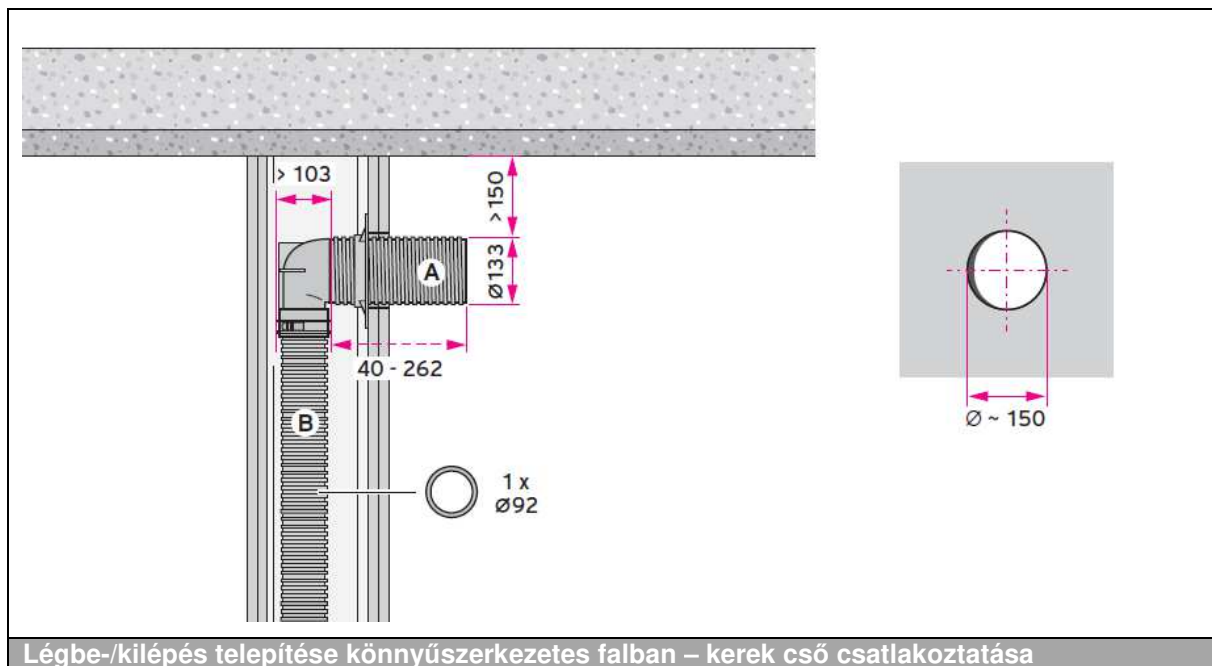 > 103
> 150
Ø133
A
40 - 262
B
1 x
Ø92
Ø ~ 150
Légbe-/kilépés telepítése könnyűszerkezetes falban – kerek cső csatlakoztatása